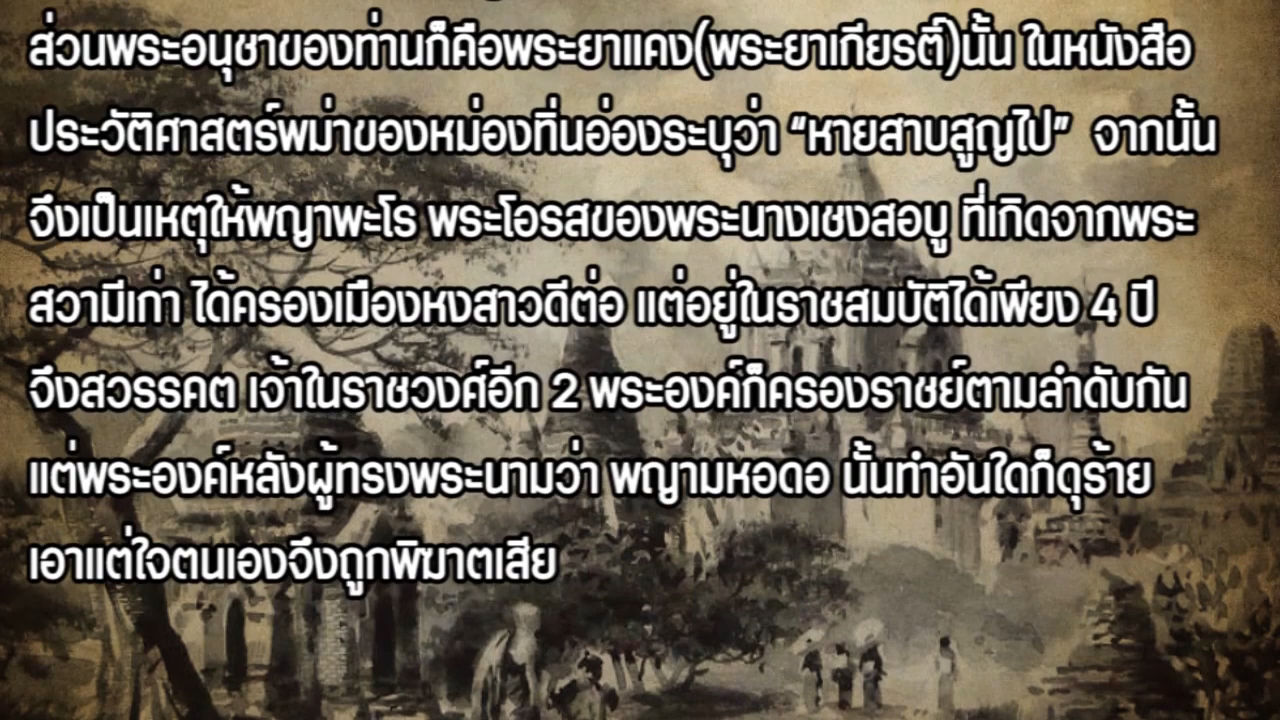 ส่วนพระอนุชาของท่านก็คือพระยาแคง(พระยาเกียรติ์)นั้น ในหนังสือ
ประวัติศาสตร์พม่าของหม่องทิ่นอ่องระบุว่า “หายสาบสูญไป” จากนั้น
จึงเป็นเหตุให้พญาพะโร พระโอรสของพระนางเชงสอบู ที่เกิดจากพระ
สวามีเก่า ได้ครองเมืองหงสาวดีต่อ แต่อยู่ในราชสมบัติได้เพียง 4 ปี
จึงสวรรคต เจ้าในราชวงศ์อีก 2 พระองค์ก็ครองราชย์ตามลำดับกัน
แต่พระองค์หลังผู้ทรงพระนามว่า พญามหอดอ นั้นทำอันใดก็ดุร้าย
เอาแต่ใจตนเองจึงถูกพิฆาตเสีย